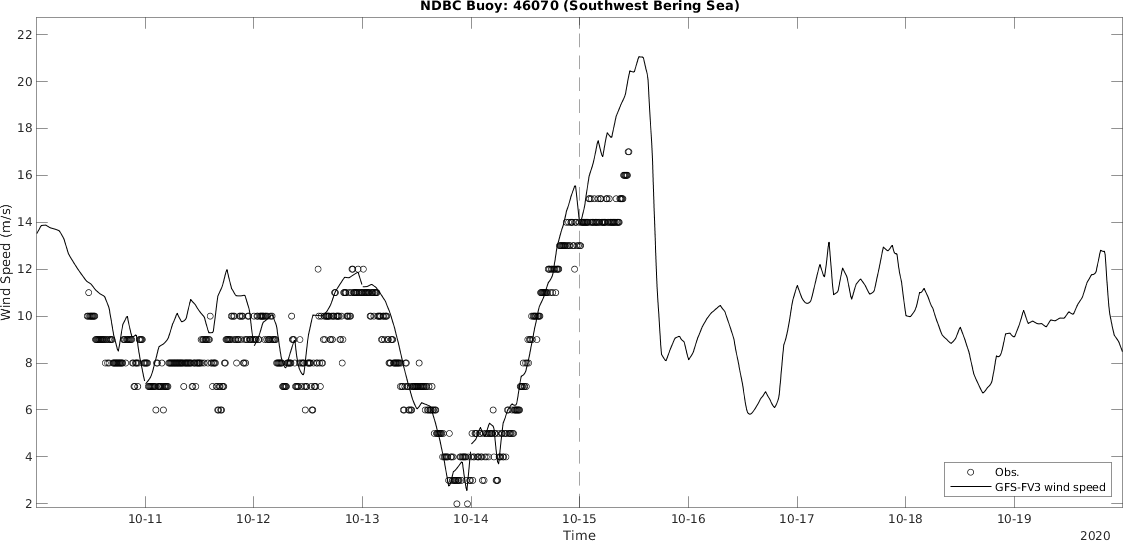 NDBC Buoy: 46070 (Southwest Bering Sea)
Wind Speed (m/s)
22
20
18
16
14
12
10
8
6
4
2
10-11 10-12 10-13 10-14 10-15 10-16 10-17 10-18 10-19
Time
2020
Obs.
GFS-FV3 wind speed